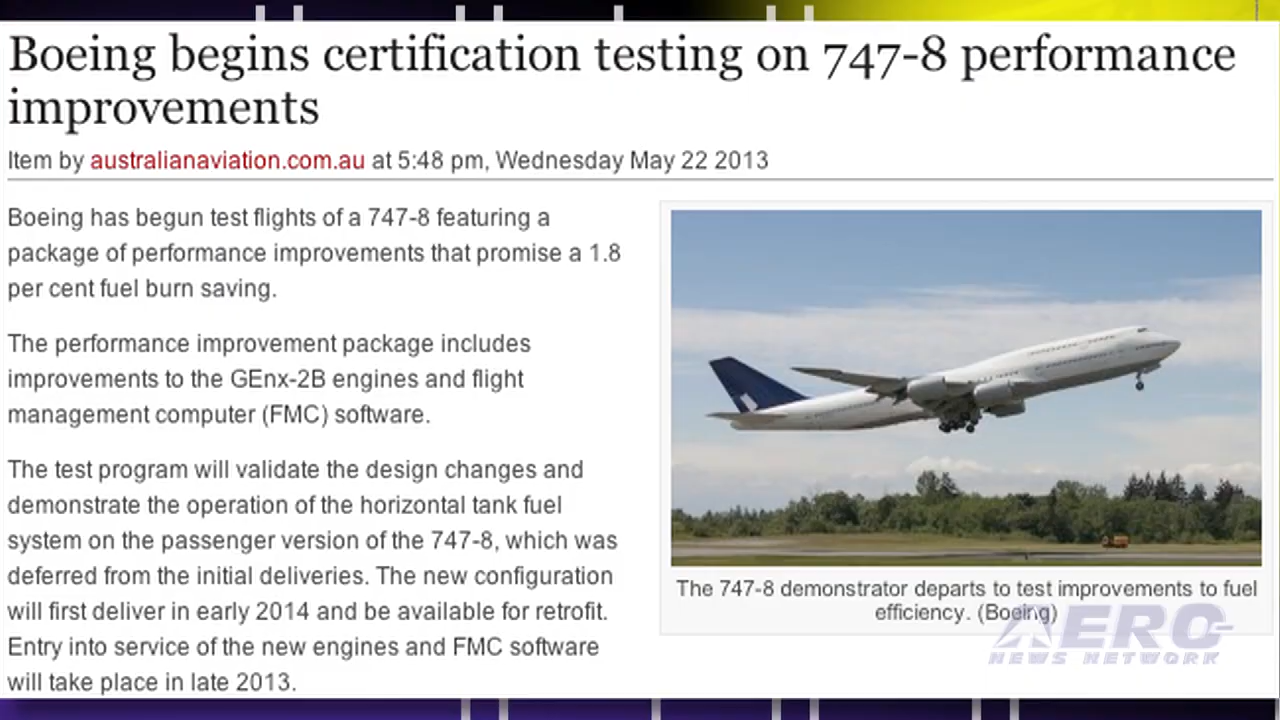 Boeing begins certification testing on 747-8 performance
improvements
Item by australianaviation.com.au at 5:48 pm, Wednesday May 22 2013
Boeing has begun test flights of a 747-8 featuring a
package of performance improvements that promise a 1.8
per cent fuel burn saving.
The performance improvement package includes
improvements to the GEnx-2B engines and flight
management computer (FMC) software.
The test program will validate the design changes and
demonstrate the operation of the horizontal tank fuel
system on the passenger version of the 747-8, which was
deferred from the initial deliveries. The new configuration
will first deliver in early 2014 and be available for retrofit.
Entry into service of the new engines and FMC software
will take place in late 2013.
The 747-8 demonstrator departs to test improvements to fuel
efficiency. (Boeing)
AERO
NEWS NETWORK